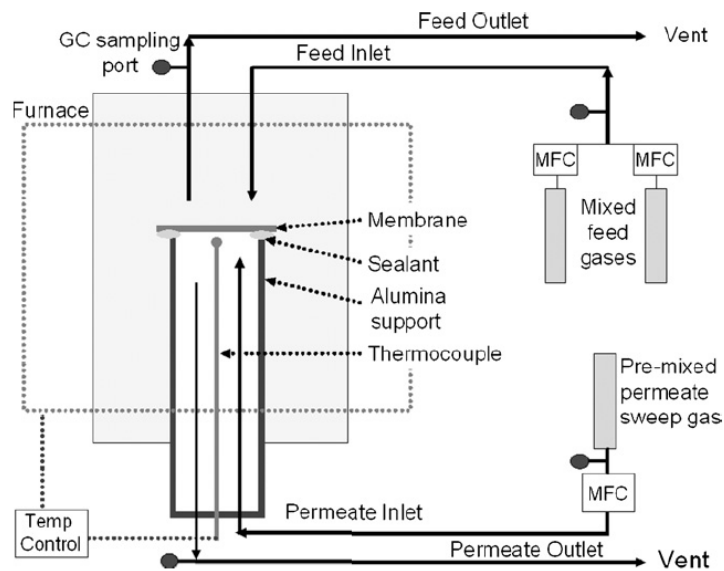 Feed Outlet
Vent
GC sampling
port
Feed Inlet
Furnace
MFC
MFC
Mixed
feed
gases
Membrane
Sealant
Alumina
support
Thermocouple
Pre-mixed
permeate
sweep gas
MFC
Permeate Inlet
Temp
Control
Permeate Outlet
Vent